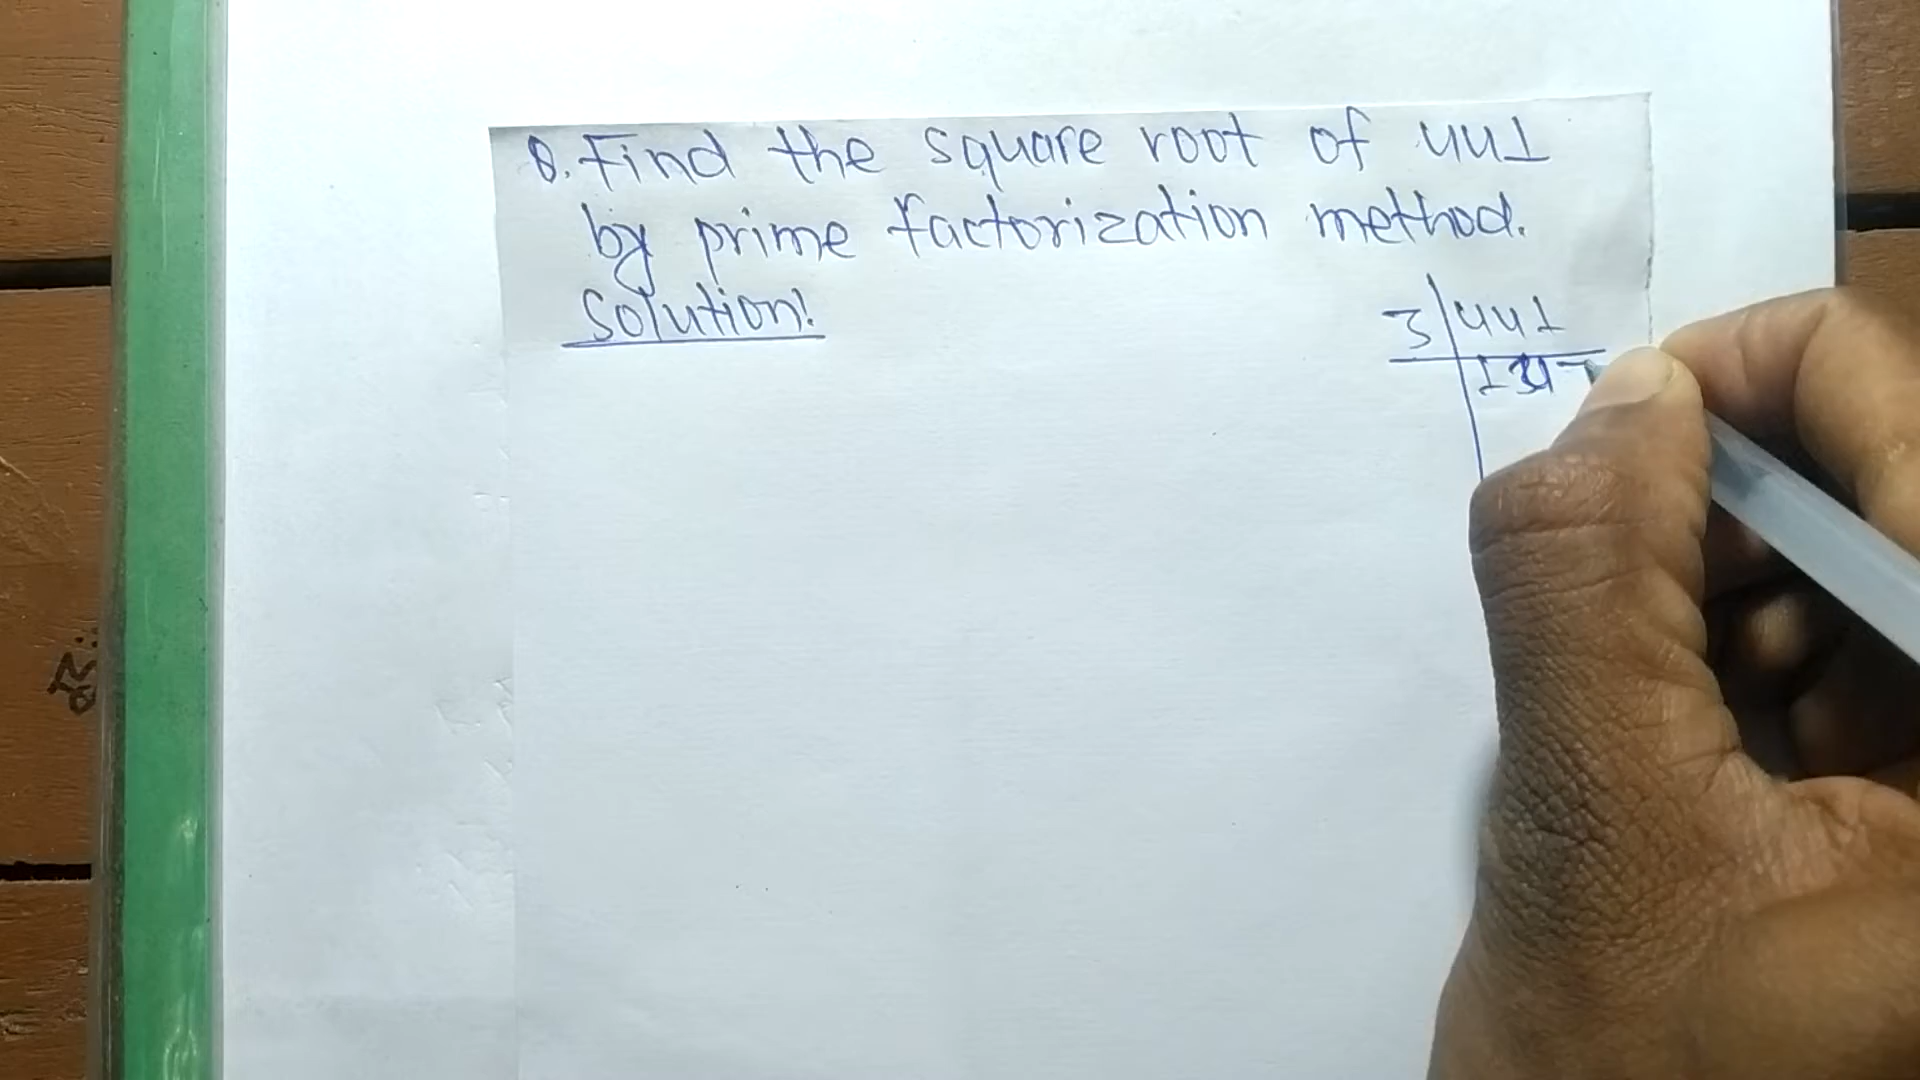 Q. Find the square root of 441
by prime factorization method.
Solution:
3 441